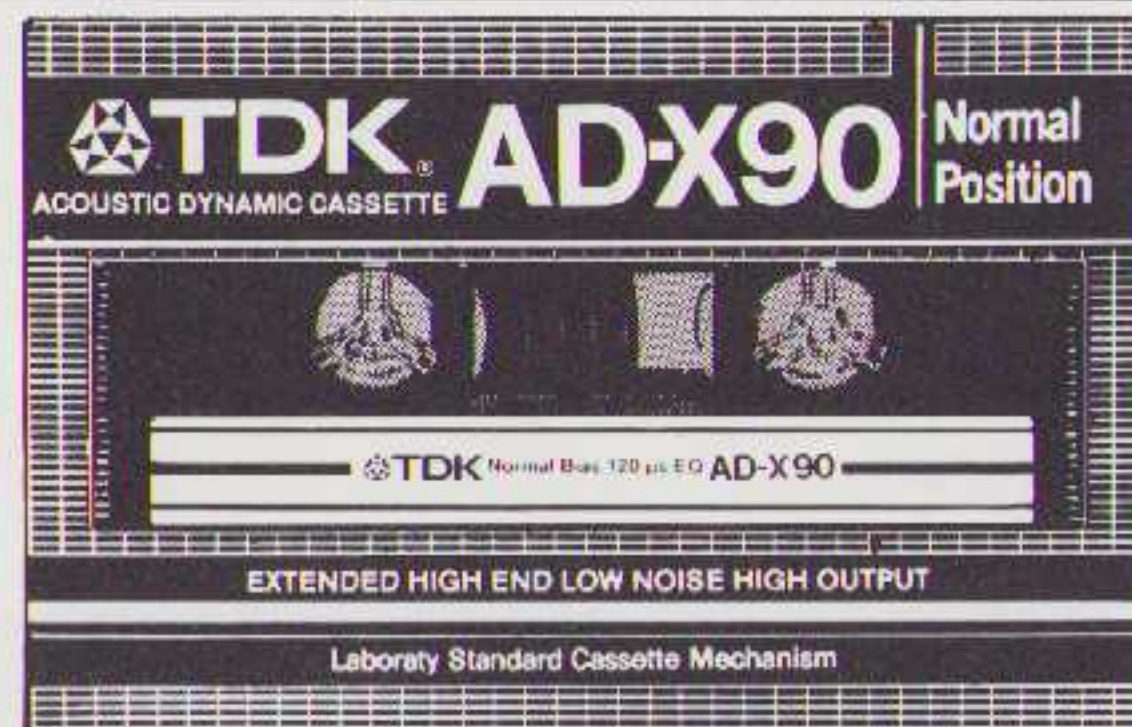 TDK® AD-X90
Normal
Position
ACOUSTIC DYNAMIC CASSETTE
TDK Normal Bias 120 μs EQ AD-X 90
EXTENDED HIGH END LOW NOISE HIGH OUTPUT
Laboraty Standard Cassette Mechanism